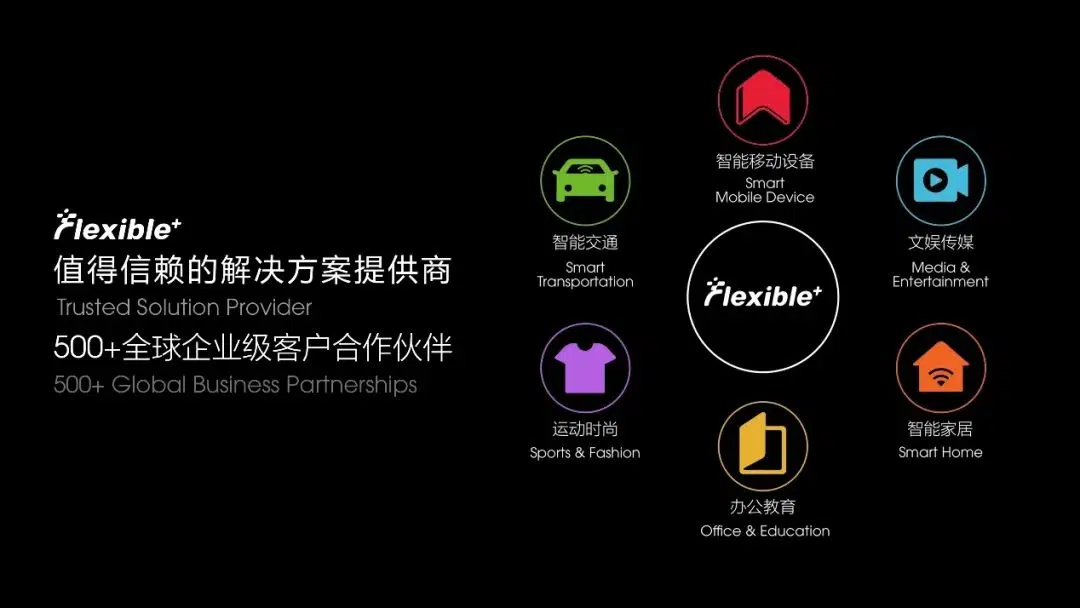 Flexible+
值得信赖的解决方案提供商
Trusted Solution Provider
500+全球企业级客户合作伙伴
500+ Global Business Partnerships
智能移动设备
Smart
Mobile Device
智能交通
Smart
Transportation
文娱传媒
Media &
Entertainment
Flexible+
运动时尚
Sports & Fashion
智能家居
Smart Home
办公教育
Office & Education